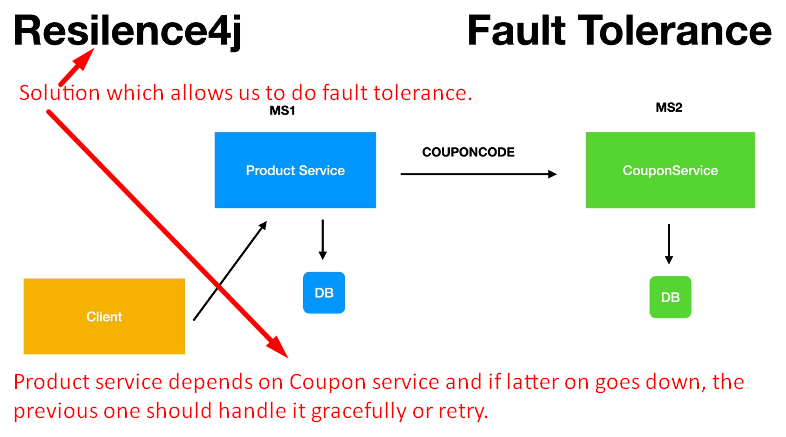 Resilence4j
Fault Tolerance
Solution which allows us to do fault tolerance.
MS1
MS2
Product Service
COUPONCODE
CouponService
DB
DB
Client
Product service depends on Coupon service and if latter on goes down, the
previous one should handle it gracefully or retry.